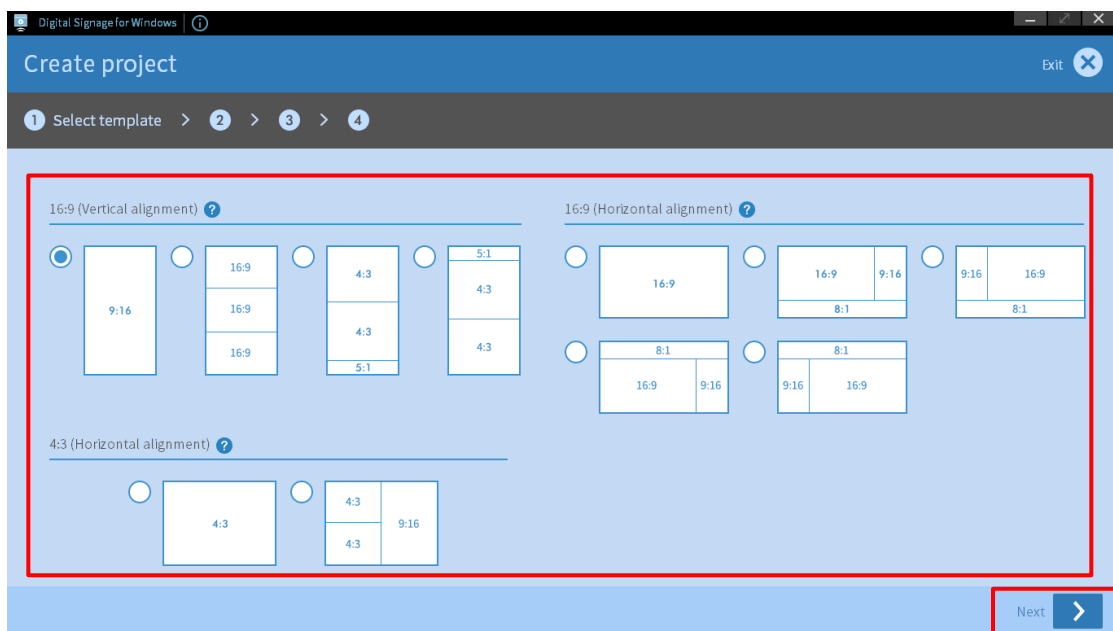 Digital Signage for Windows
Create project
Exit
1 Select template > 2 > 3 > 4
16:9 (Vertical alignment) ?
9:16
16:9
16:9
16:9
4:3
4:3
5:1
5:1
4:3
4:3
16:9 (Horizontal alignment) ?
16:9
16:9 9:16
8:1
9:16 16:9
8:1
8:1
16:9 9:16
8:1
9:16 16:9
4:3 (Horizontal alignment) ?
4:3
4:3
4:3
9:16
Next